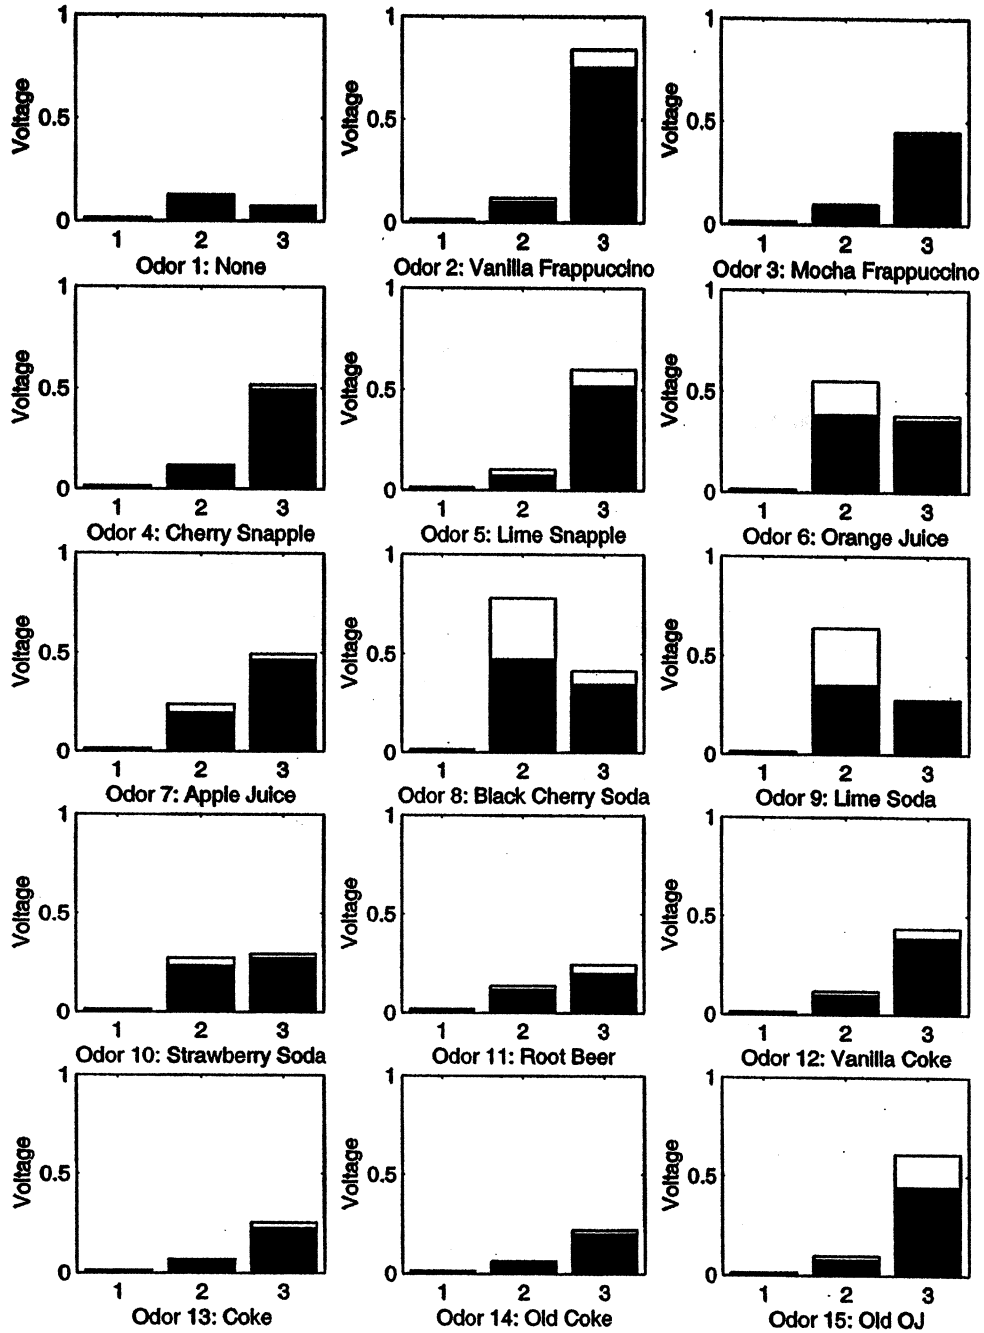 1
1
1
Voltage
Voltage
Voltage
0.5
0.5
0.5
0
0
0
1 2 3
1 2 3
1 2 3
Odor 1: None
Odor 2: Vanilla Frappuccino
Odor 3: Mocha Frappuccino
1
1
1
Voltage
Voltage
Voltage
0.5
0.5
0.5
0
0
0
1 2 3
1 2 3
1 2 3
Odor 4: Cherry Snapple
Odor 5: Lime Snapple
Odor 6: Orange Juice
1
1
1
Voltage
Voltage
Voltage
0.5
0.5
0.5
0
0
0
1 2 3
1 2 3
1 2 3
Odor 7: Apple Juice
Odor 8: Black Cherry Soda
Odor 9: Lime Soda
1
1
1
Voltage
Voltage
Voltage
0.5
0.5
0.5
0
0
0
1 2 3
1 2 3
1 2 3
Odor 10: Strawberry Soda
Odor 11: Root Beer
Odor 12: Vanilla Coke
1
1
1
Voltage
Voltage
Voltage
0.5
0.5
0.5
0
0
0
1 2 3
1 2 3
1 2 3
Odor 13: Coke
Odor 14: Old Coke
Odor 15: Old OJ